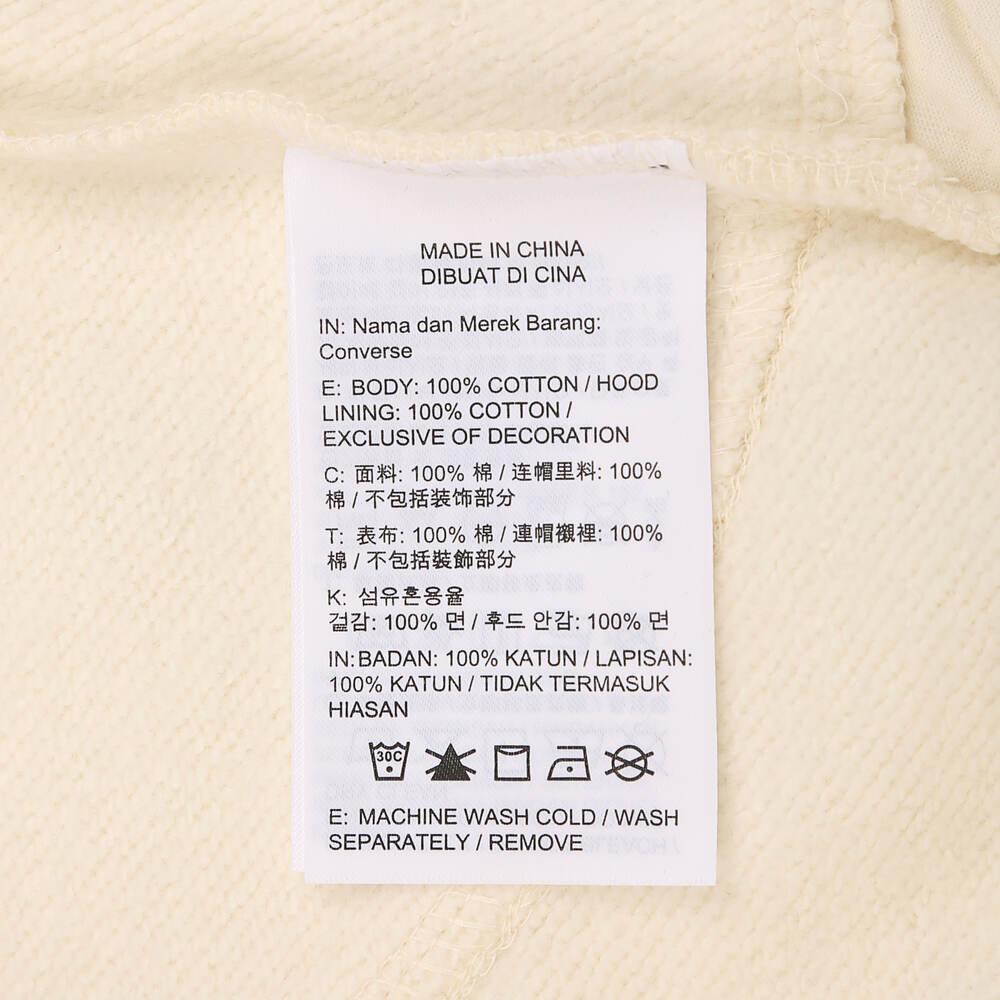 MADE IN CHINA
DIBUAT DI CINA
IN: Nama dan Merek Barang:
Converse
E: BODY: 100% COTTON / HOOD
LINING: 100% COTTON /
EXCLUSIVE OF DECORATION
C: 面料: 100% 棉 / 连帽里料: 100%
棉 / 不包括装饰部分
T: 表布: 100% 棉 / 連帽襯裡: 100%
棉 / 不包括裝飾部分
K: 섬유혼용율
겉감: 100% 면 / 후드 안감: 100% 면
IN:BADAN: 100% KATUN / LAPISAN:
100% KATUN / TIDAK TERMASUK
HIASAN
30C
E: MACHINE WASH COLD / WASH
SEPARATELY / REMOVE